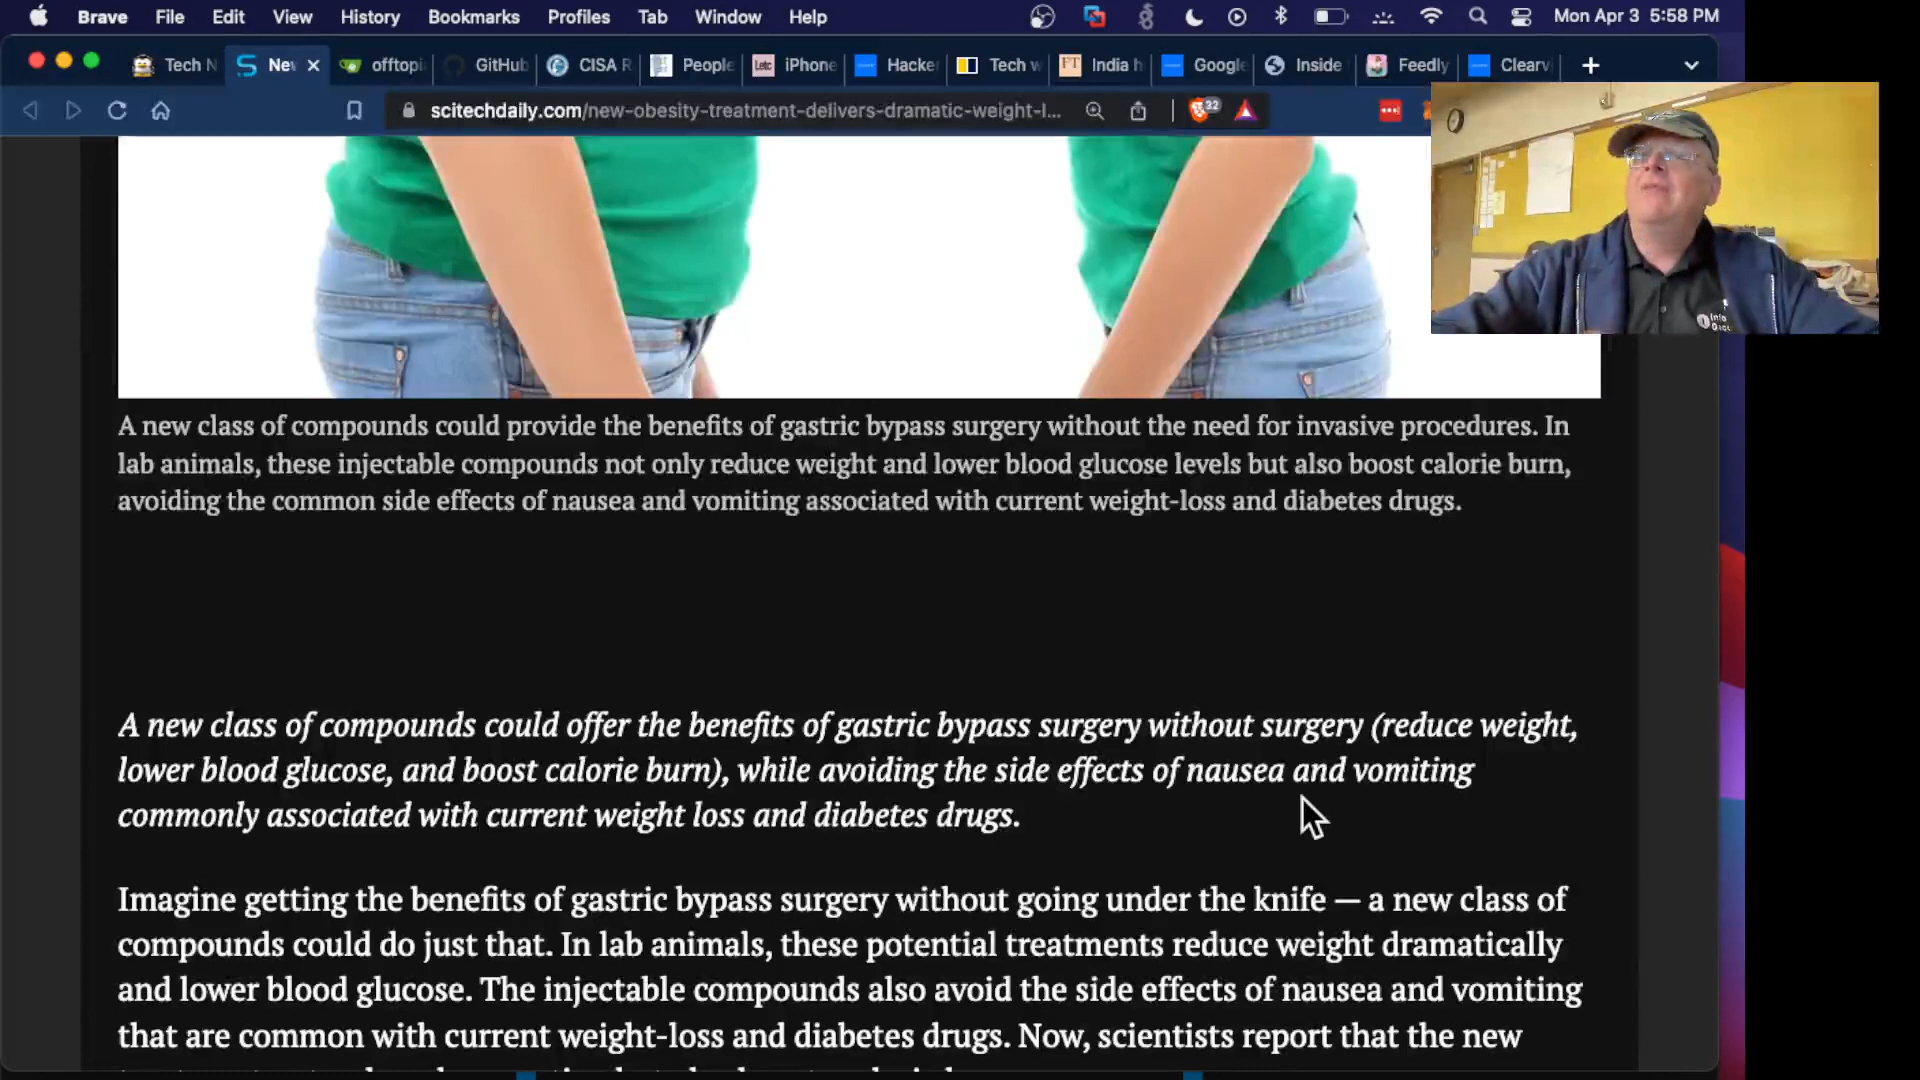 Brave File Edit View History Bookmarks Profiles Tab Window Help Mon Apr 3 5:58 PM
Tech N Nev offtopi GitHub CISA R People Letc iPhone Hacke Tech w FT India h Google Inside Feedly Clearv
scitechdaily.com/new-obesity-treatment-delivers-dramatic-weight-l... 32
A new class of compounds could provide the benefits of gastric bypass surgery without the need for invasive procedures. In
lab animals, these injectable compounds not only reduce weight and lower blood glucose levels but also boost calorie burn,
avoiding the common side effects of nausea and vomiting associated with current weight-loss and diabetes drugs.
A new class of compounds could offer the benefits of gastric bypass surgery without surgery (reduce weight,
lower blood glucose, and boost calorie burn), while avoiding the side effects of nausea and vomiting
commonly associated with current weight loss and diabetes drugs.
Imagine getting the benefits of gastric bypass surgery without going under the knife — a new class of
compounds could do just that. In lab animals, these potential treatments reduce weight dramatically
and lower blood glucose. The injectable compounds also avoid the side effects of nausea and vomiting
that are common with current weight-loss and diabetes drugs. Now, scientists report that the new